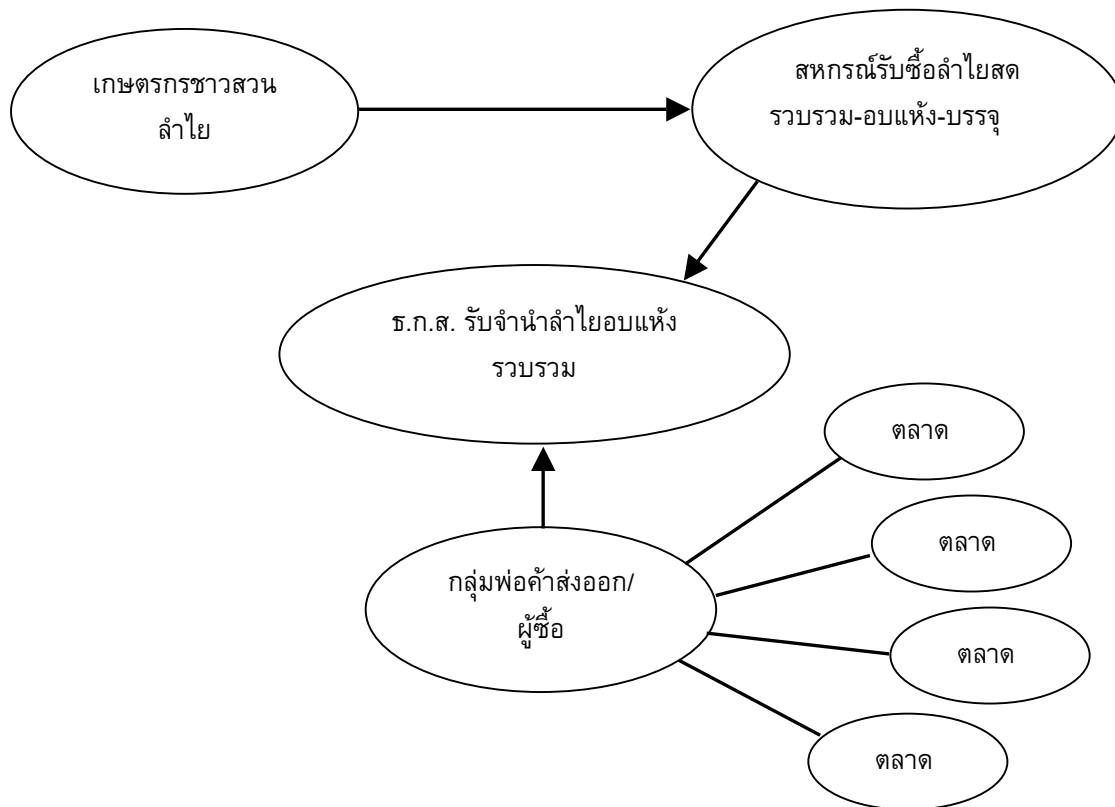 เกษตรกรชาวสวน
ลำไย
สหกรณ์รับซื้อลำไยสด
รวบรวม-อบแห้ง-บรรจุ
ธ.ก.ส. รับจำนำลำไยอบแห้ง
รวบรวม
ตลาด
ตลาด
กลุ่มพ่อค้าส่งออก/
ผู้ซื้อ
ตลาด
ตลาด